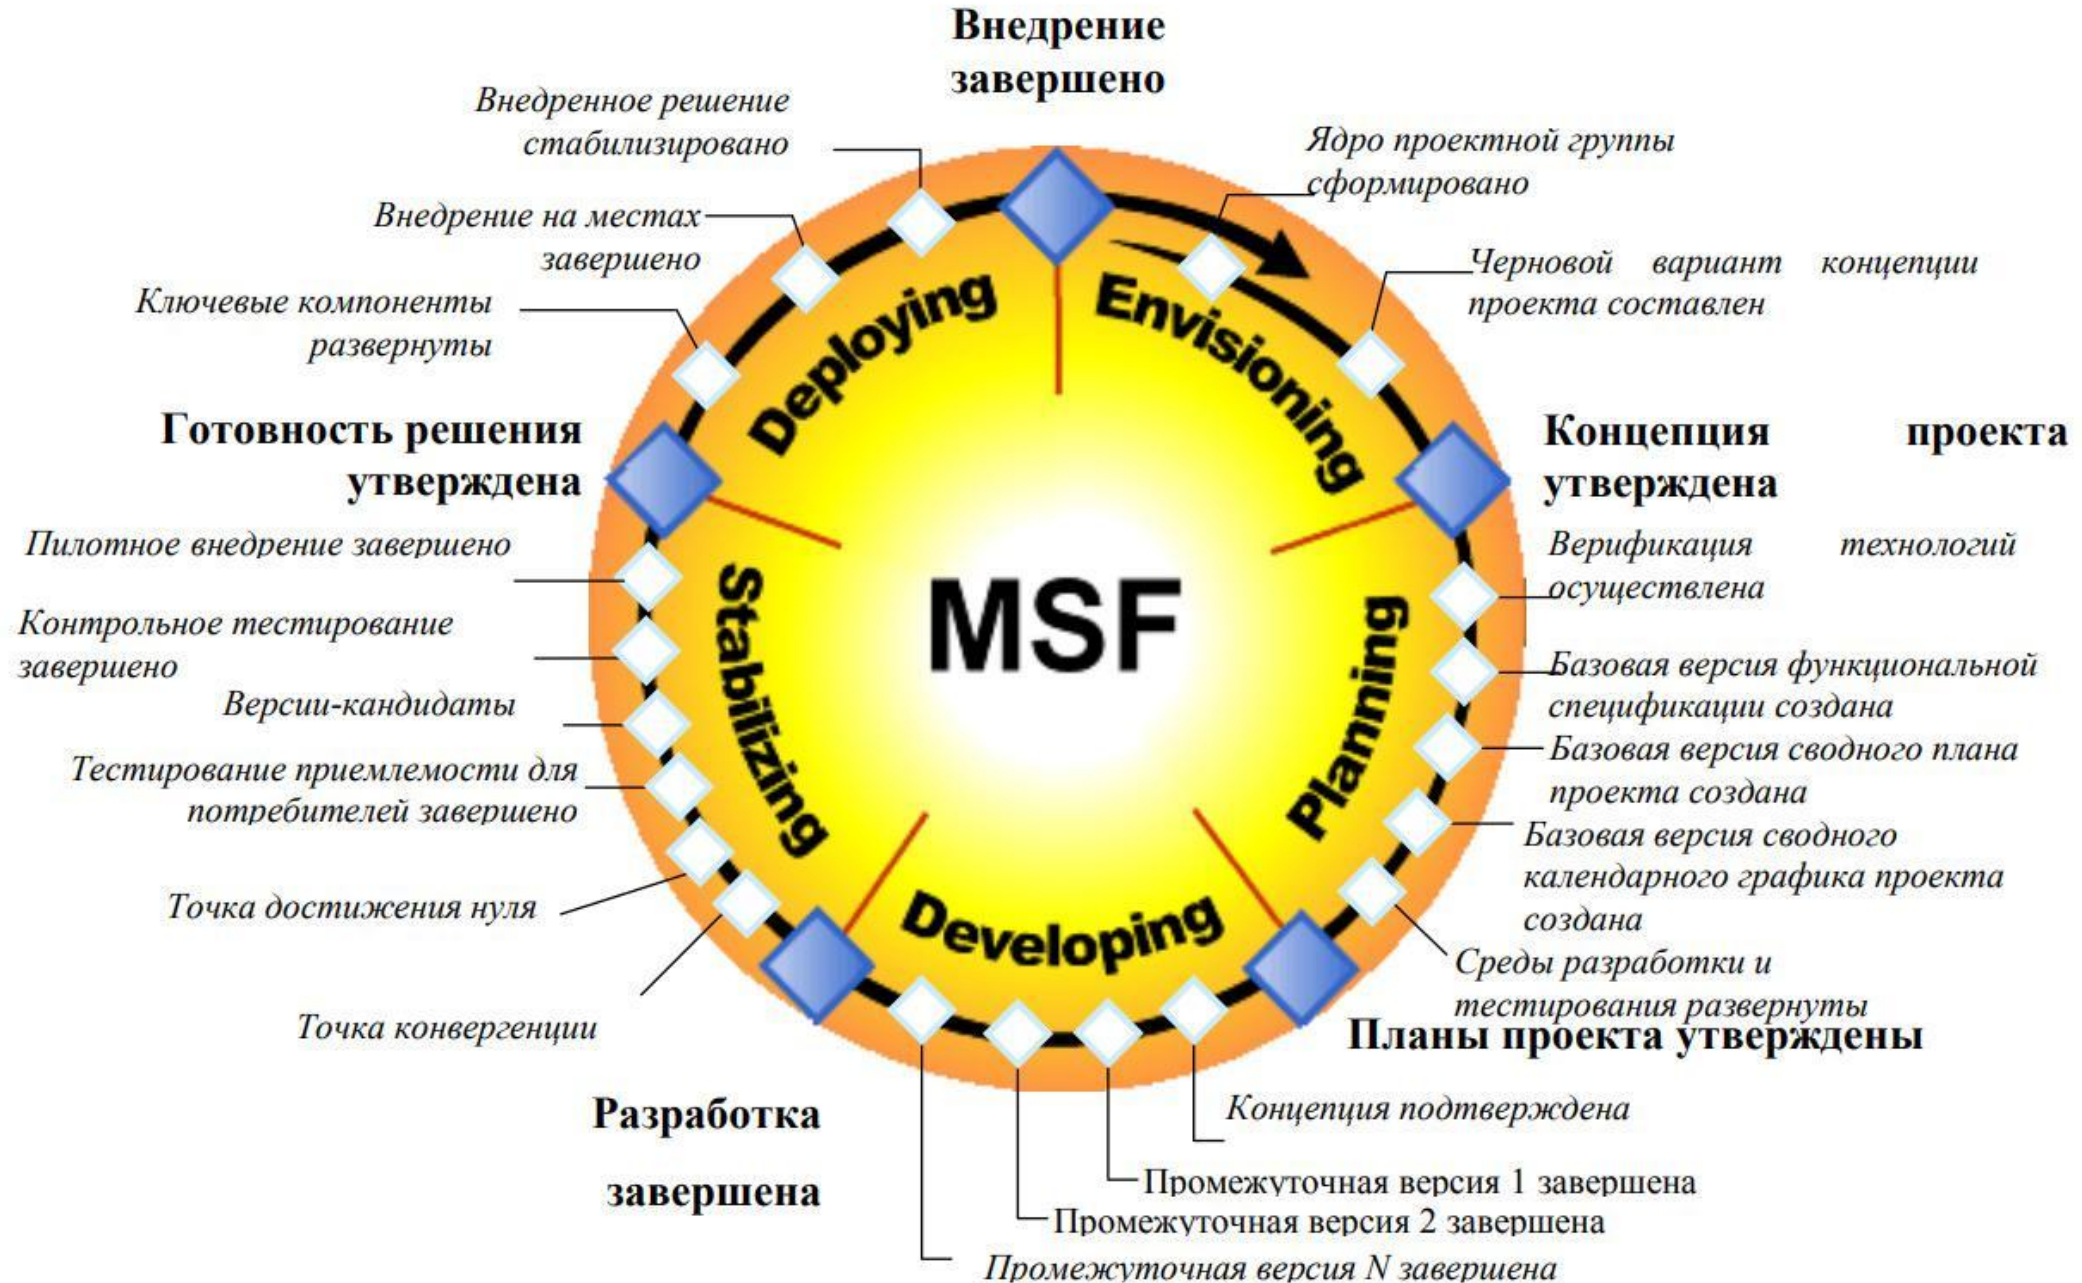 Внедрение
завершено
Внедренное решение
стабилизировано
Ядро проектной группы
сформировано
Внедрение на местах
завершено
Черновой вариант концепции
проекта составлен
Ключевые компоненты
развернуты
Deploying
Envisioning
Готовность решения
утверждена
Концепция проекта
утверждена
Пилотное внедрение завершено
Верификация технологий
осуществлена
MSF
Контрольное тестирование
завершено
Stabilizing
Planning
Базовая версия функциональной
спецификации создана
Версии-кандидаты
Базовая версия сводного плана
проекта создана
Тестирование приемлемости для
потребителей завершено
Базовая версия сводного
календарного графика проекта
создана
Точка достижения нуля
Developing
Среды разработки и
тестирования развернуты
Точка конвергенции
Планы проекта утверждены
Разработка
завершена
Концепция подтверждена
Промежуточная версия 1 завершена
Промежуточная версия 2 завершена
Промежуточная версия N завершена